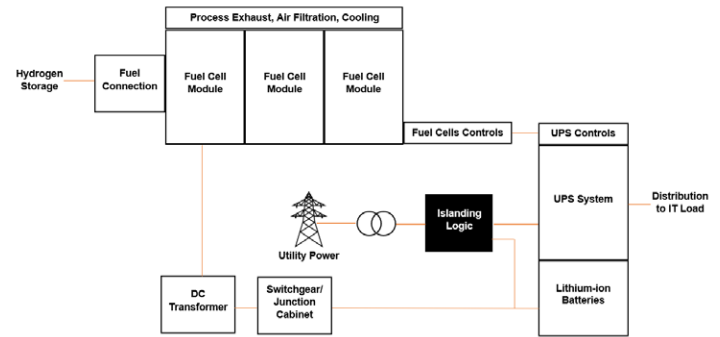 Process Exhaust, Air Filtration, Cooling
Hydrogen
Storage
Fuel
Connection
Fuel Cell
Module
Fuel Cell
Module
Fuel Cell
Module
Fuel Cells Controls
UPS Controls
UPS System
Distribution
to IT Load
Islanding
Logic
Utility Power
DC
Transformer
Switchgear/
Junction
Cabinet
Lithium-ion
Batteries